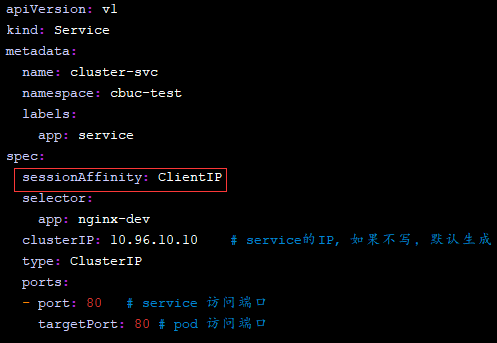 apiVersion: v1
kind: Service
metadata:
  name: cluster-svc
  namespace: cbuc-test
  labels:
    app: service
spec:
  sessionAffinity: ClientIP
  selector:
    app: nginx-dev
  clusterIP: 10.96.10.10    # service的IP, 如果不写, 默认生成
  type: ClusterIP
  ports:
  - port: 80   # service 访问端口
    targetPort: 80 # pod 访问端口